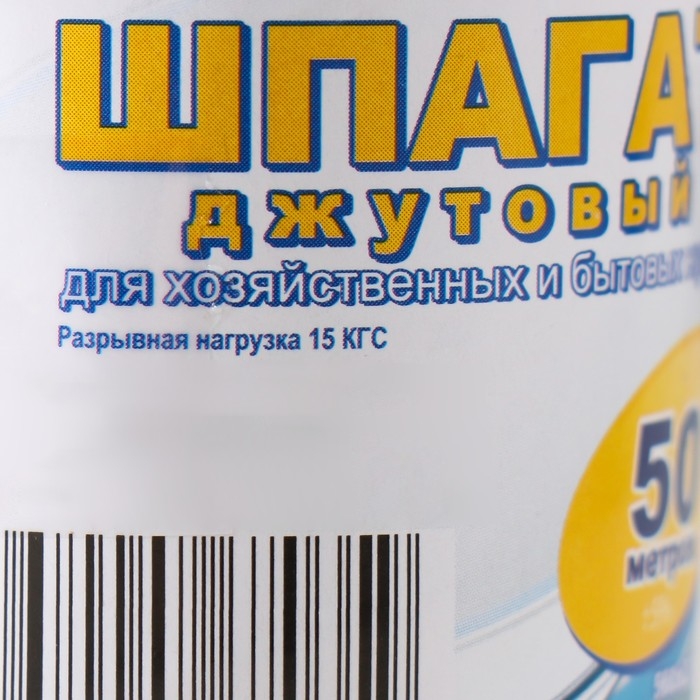 ШПАГА
джутовый
для хозяйственных и бытовых
Разрывная нагрузка 15 КГС
50
метров